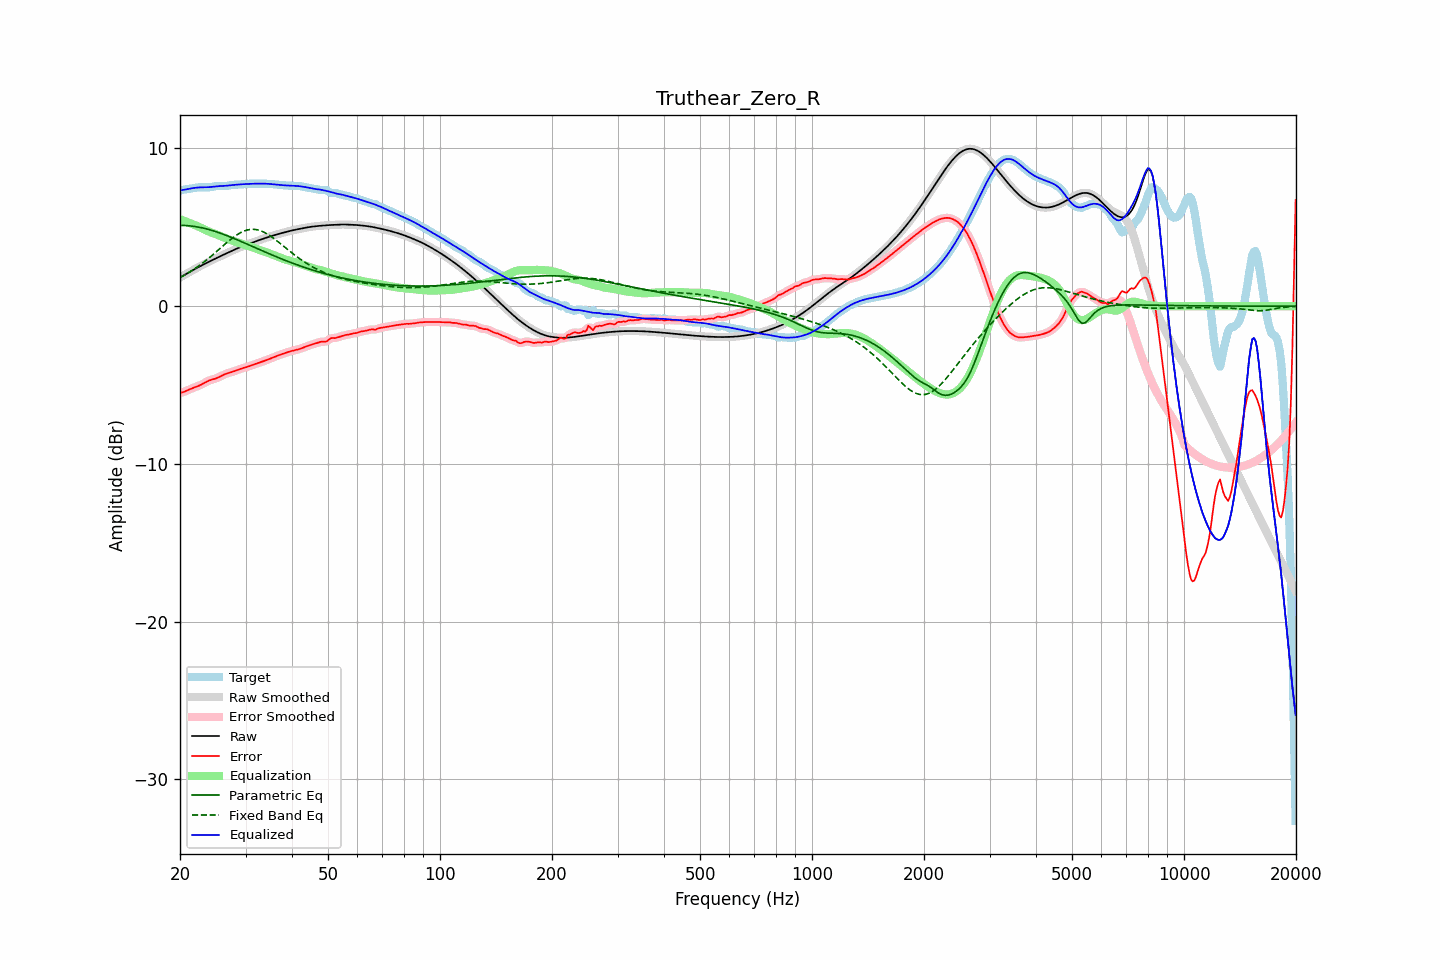 Truthear_Zero_R
10
0
−10
−20
−30
Amplitude (dBr)
Target
Raw Smoothed
Error Smoothed
Raw
Error
Equalization
Parametric Eq
Fixed Band Eq
Equalized
20 50 100 200 500 1000 2000 5000 10000 20000
Frequency (Hz)